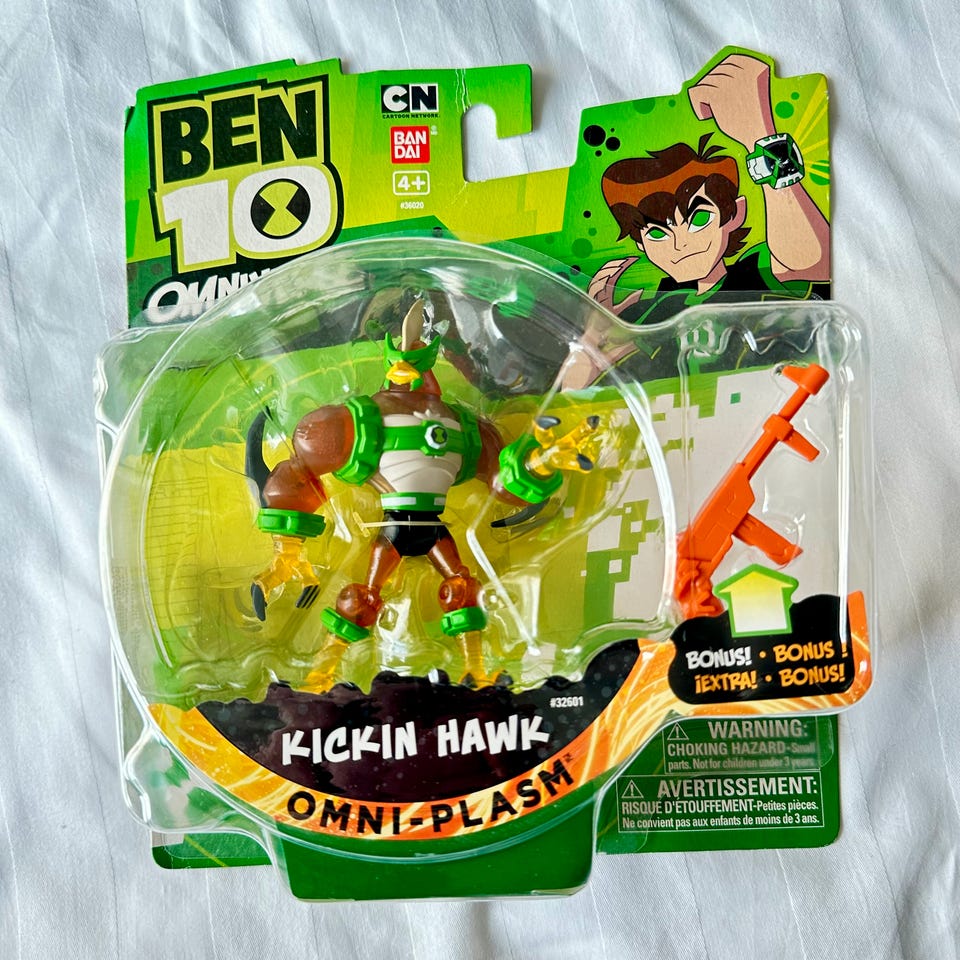 BEN
10
CN
CARTOON NETWORK
BAN
DAI
4+
#36020
BONUS! • BONUS !
¡EXTRA! • BONUS!
#32601
KICKIN HAWK
OMNI-PLASM²
WARNING:
CHOKING HAZARD-Small
parts. Not for children under 3 years.
AVERTISSEMENT:
RISQUE D'ÉTOUFFEMENT-Petites pièces.
Ne convient pas aux enfants de moins de 3 ans.